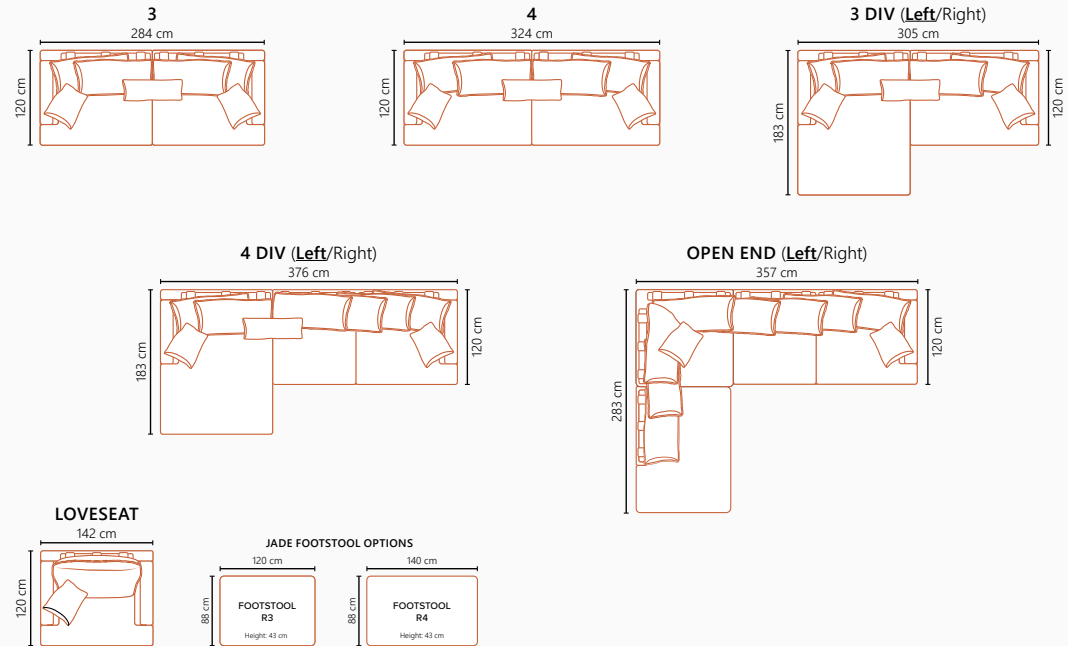 3
284 cm
120 cm
4
324 cm
120 cm
3 DIV (Left/Right)
305 cm
183 cm
120 cm
4 DIV (Left/Right)
376 cm
183 cm
120 cm
OPEN END (Left/Right)
357 cm
283 cm
120 cm
LOVESEAT
142 cm
120 cm
JADE FOOTSTOOL OPTIONS
120 cm
88 cm
FOOTSTOOL
R3
Height: 43 cm
140 cm
88 cm
FOOTSTOOL
R4
Height: 43 cm